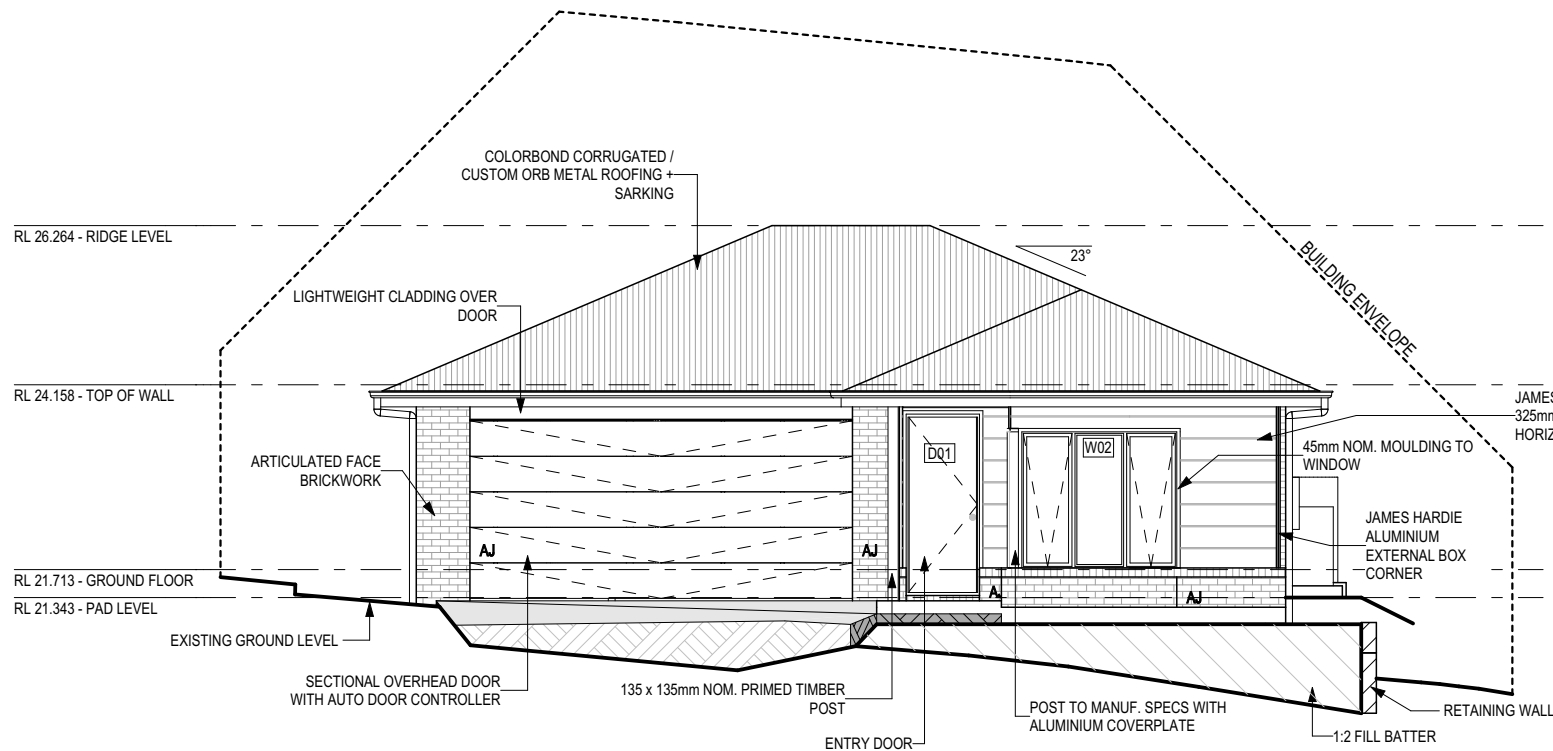 COLORBOND CORRUGATED /
CUSTOM ORB METAL ROOFING +
SARKING
RL 26.264 - RIDGE LEVEL
23°
BUILDING ENVELOPE
LIGHTWEIGHT CLADDING OVER
DOOR
RL 24.158 - TOP OF WALL
JAMES
325mm
HORIZ
D01
W02
45mm NOM. MOULDING TO
WINDOW
ARTICULATED FACE
BRICKWORK
JAMES HARDIE
ALUMINIUM
EXTERNAL BOX
CORNER
AJ
AJ
RL 21.713 - GROUND FLOOR
AJ
RL 21.343 - PAD LEVEL
EXISTING GROUND LEVEL
SECTIONAL OVERHEAD DOOR
WITH AUTO DOOR CONTROLLER
135 x 135mm NOM. PRIMED TIMBER
POST
POST TO MANUF. SPECS WITH
ALUMINIUM COVERPLATE
RETAINING WALL
1:2 FILL BATTER
ENTRY DOOR